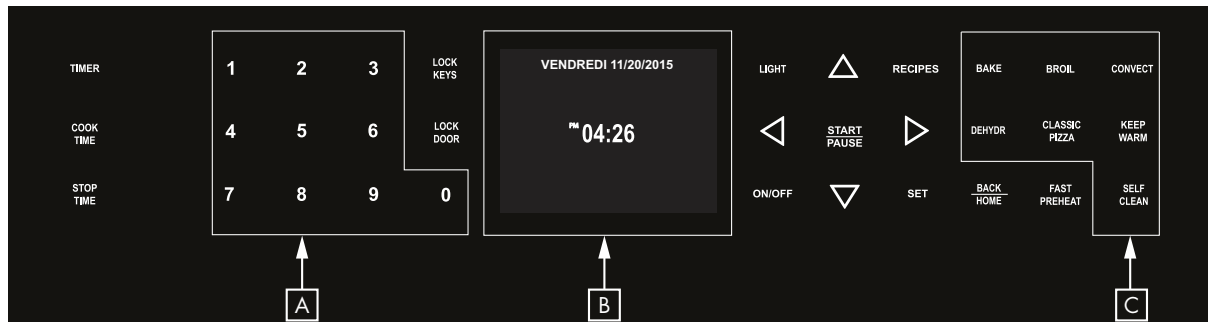 TIMER
COOK
TIME
STOP
TIME
1 2 3
4 5 6
7 8 9 0
LOCK
KEYS
LOCK
DOOR
VENDREDI 11/20/2015
PM 04:26
LIGHT
RECIPES
START
PAUSE
ON/OFF
SET
BAKE
BROIL
CONVECT
DEHYDR
CLASSIC
PIZZA
KEEP
WARM
BACK
HOME
FAST
PREHEAT
SELF
CLEAN
A
B
C